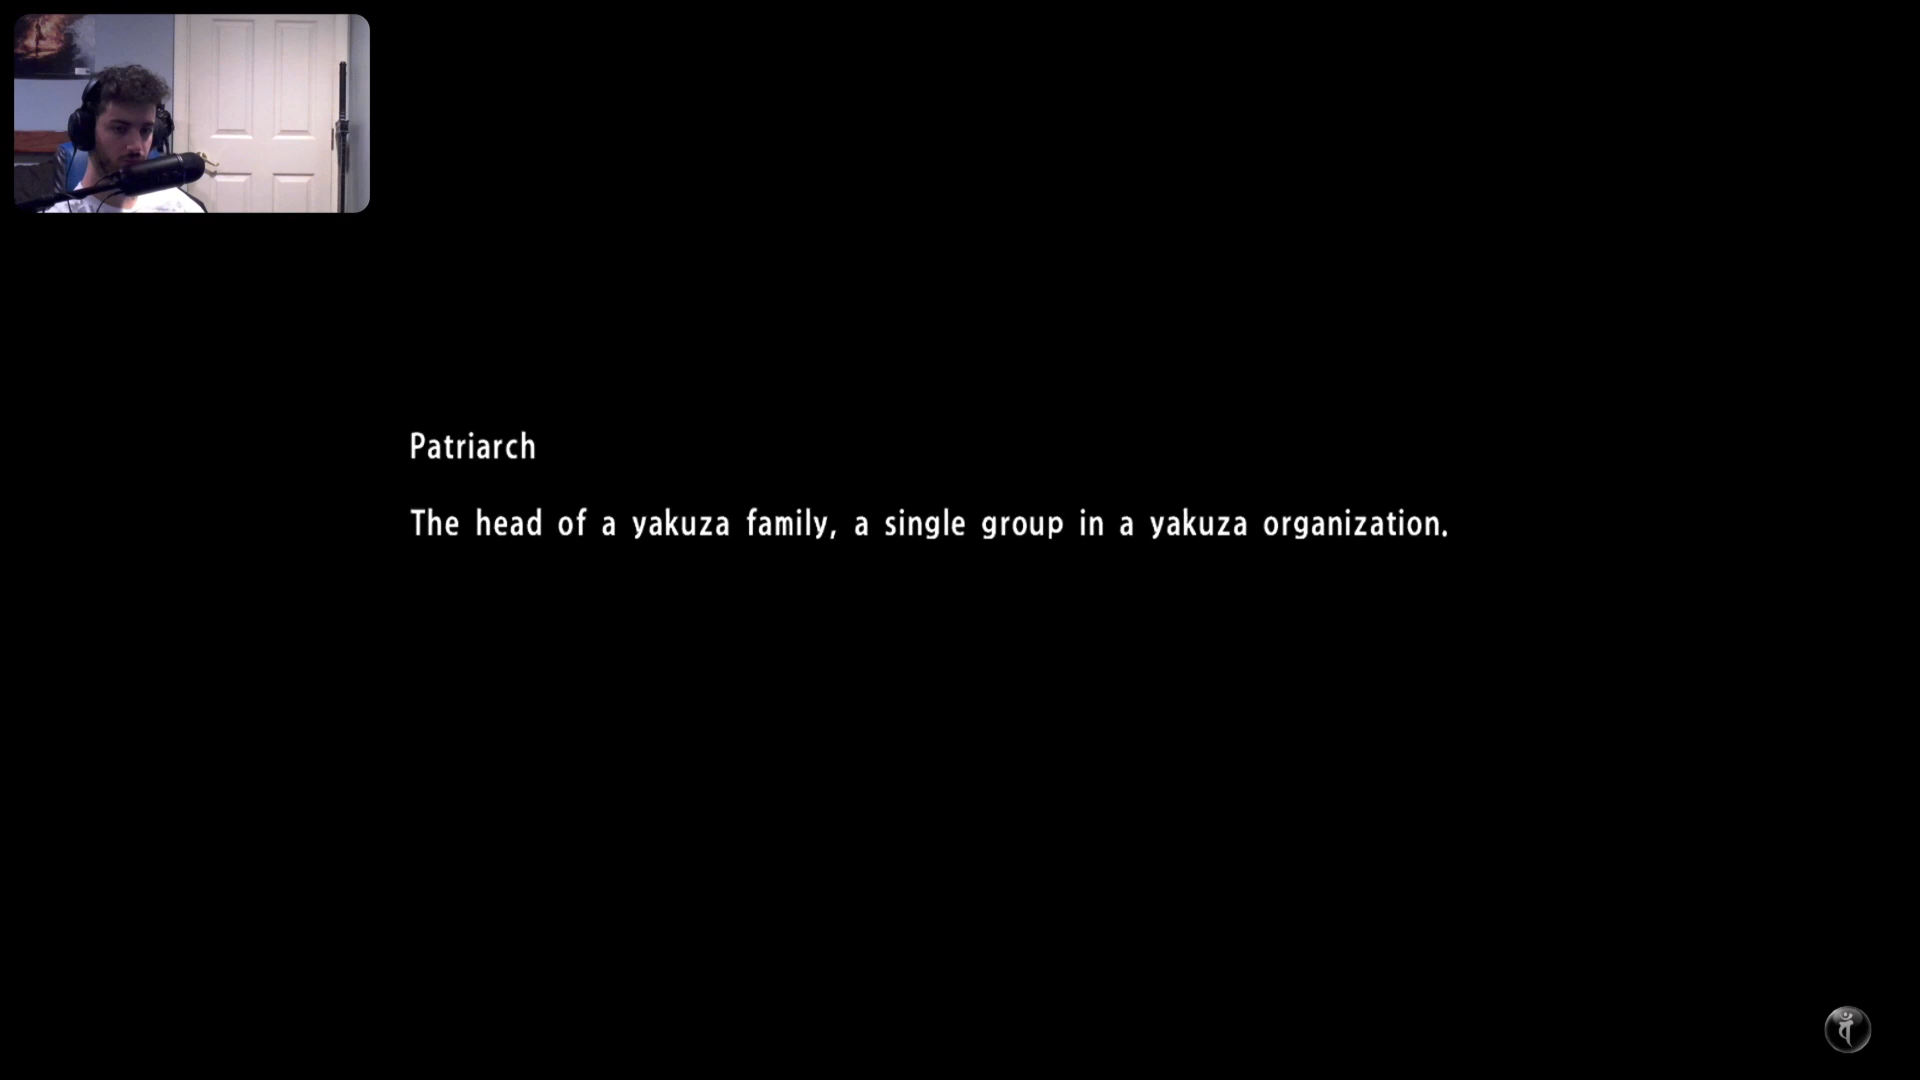 Patriarch
The head of a yakuza family, a single group in a yakuza organization.